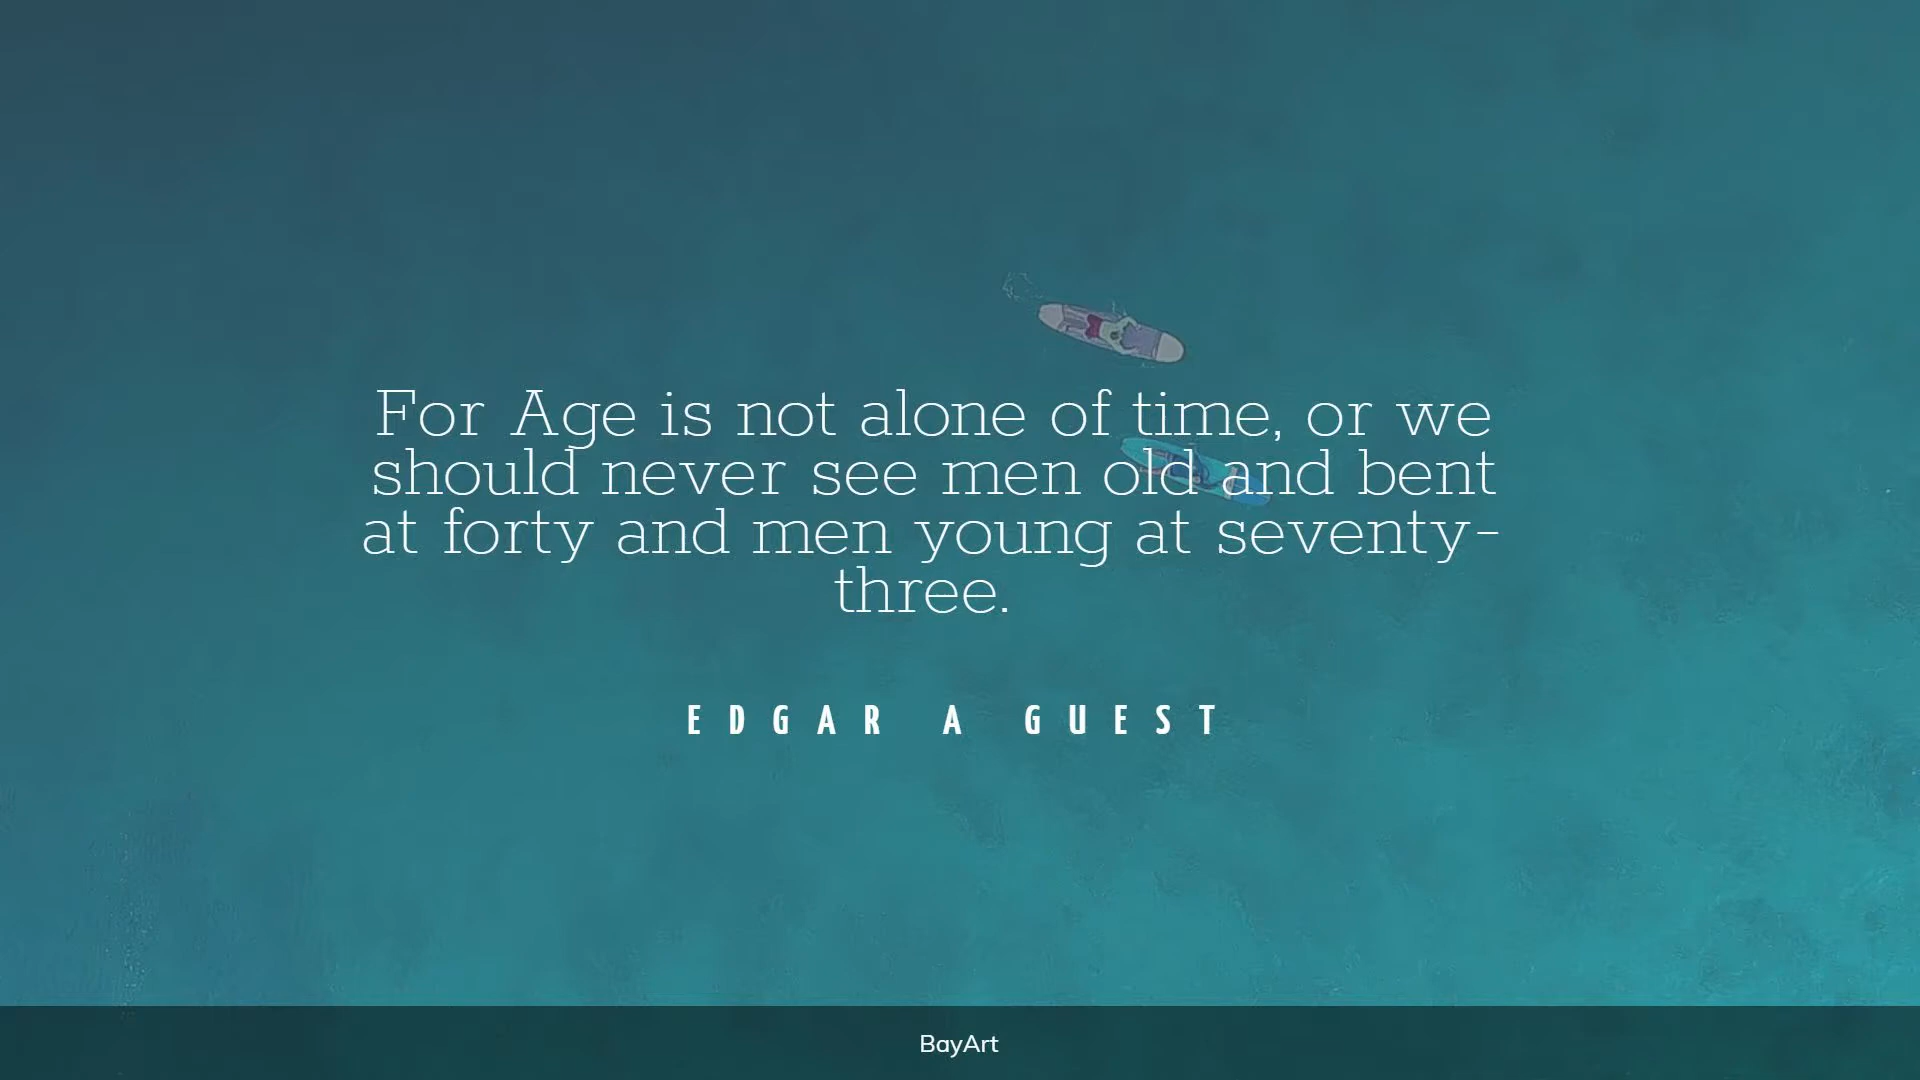 For Age is not alone of time, or we
should never see men old and bent
at forty and men young at seventy-
three.
EDGAR A GUEST
BayArt